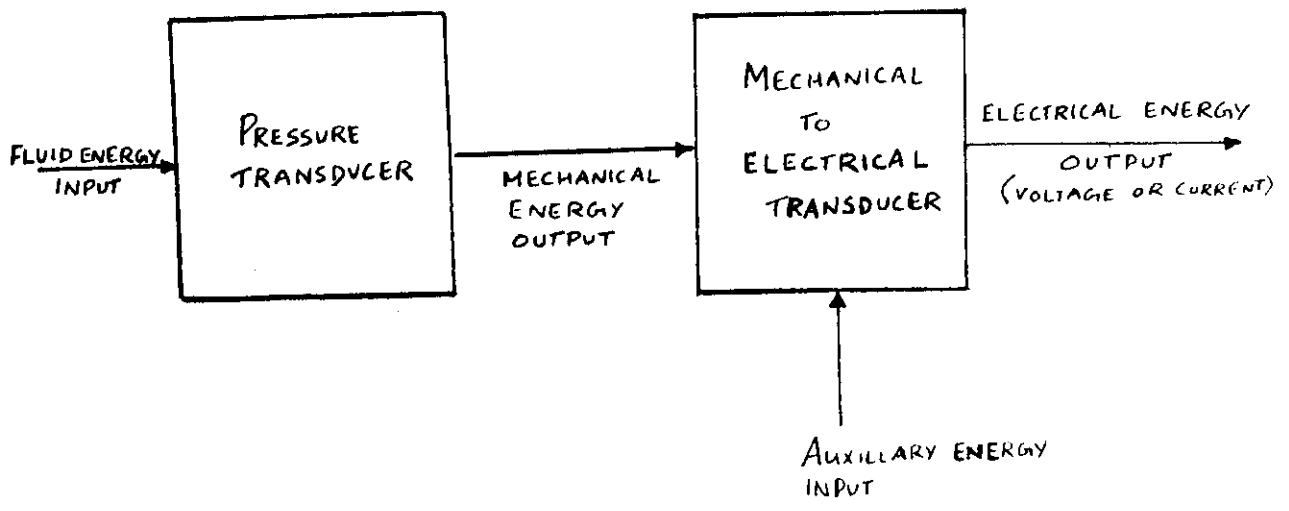 FLUID ENERGY
INPUT
PRESSURE
TRANSDUCER
MECHANICAL
ENERGY
OUTPUT
MECHANICAL
TO
ELECTRICAL
TRANSDUCER
ELECTRICAL ENERGY
OUTPUT
(VOLTAGE OR CURRENT)
AUXILLARY ENERGY
INPUT